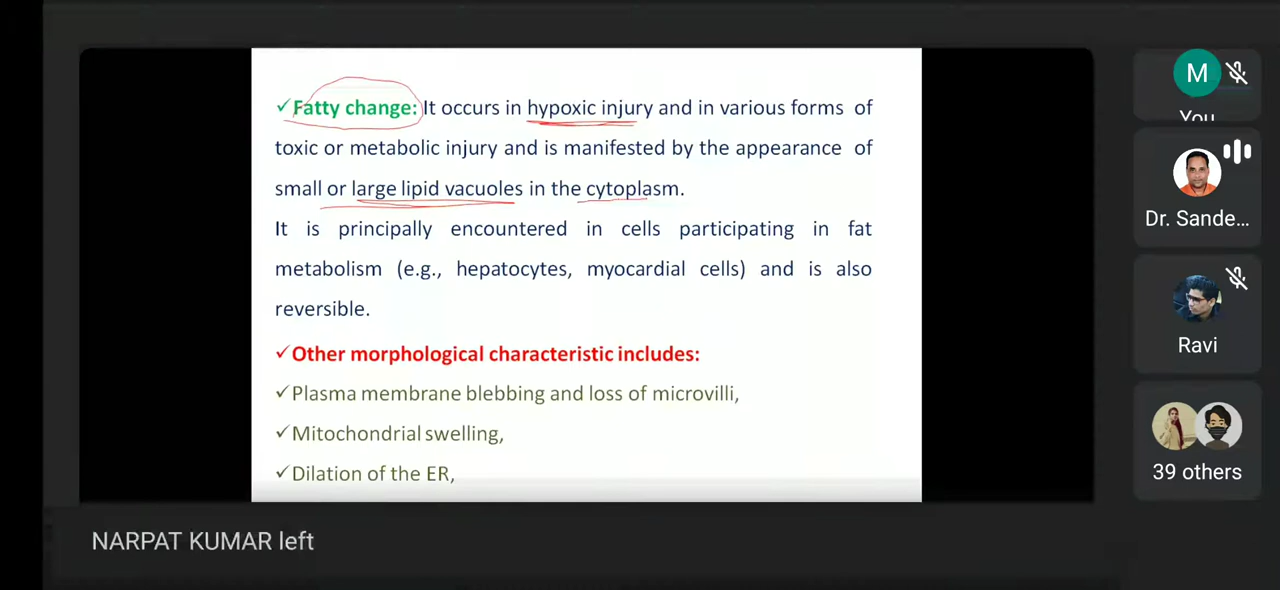 ✓Fatty change: It occurs in hypoxic injury and in various forms of
toxic or metabolic injury and is manifested by the appearance of
small or large lipid vacuoles in the cytoplasm.
It is principally encountered in cells participating in fat
metabolism (e.g., hepatocytes, myocardial cells) and is also
reversible.
✓Other morphological characteristic includes:
✓Plasma membrane blebbing and loss of microvilli,
✓Mitochondrial swelling,
✓Dilation of the ER,
M
You
Dr. Sande...
Ravi
39 others
NARPAT KUMAR left